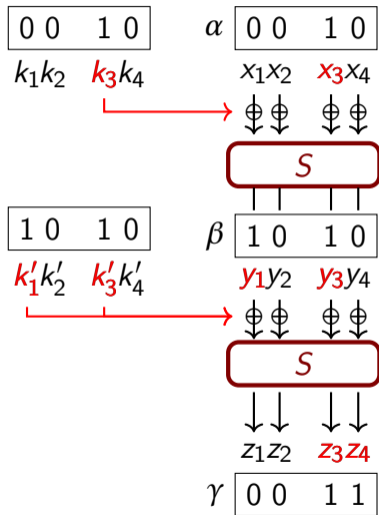 0 0 1 0 α 0 0 1 0
k₁k₂ k₃k₄ x₁x₂ x₃x₄
⊕ ⊕ ⊕ ⊕
S
1 0 1 0 β 1 0 1 0
k′₁k′₂ k′₃k′₄ y₁y₂ y₃y₄
⊕ ⊕ ⊕ ⊕
S
z₁z₂ z₃z₄
γ 0 0 1 1